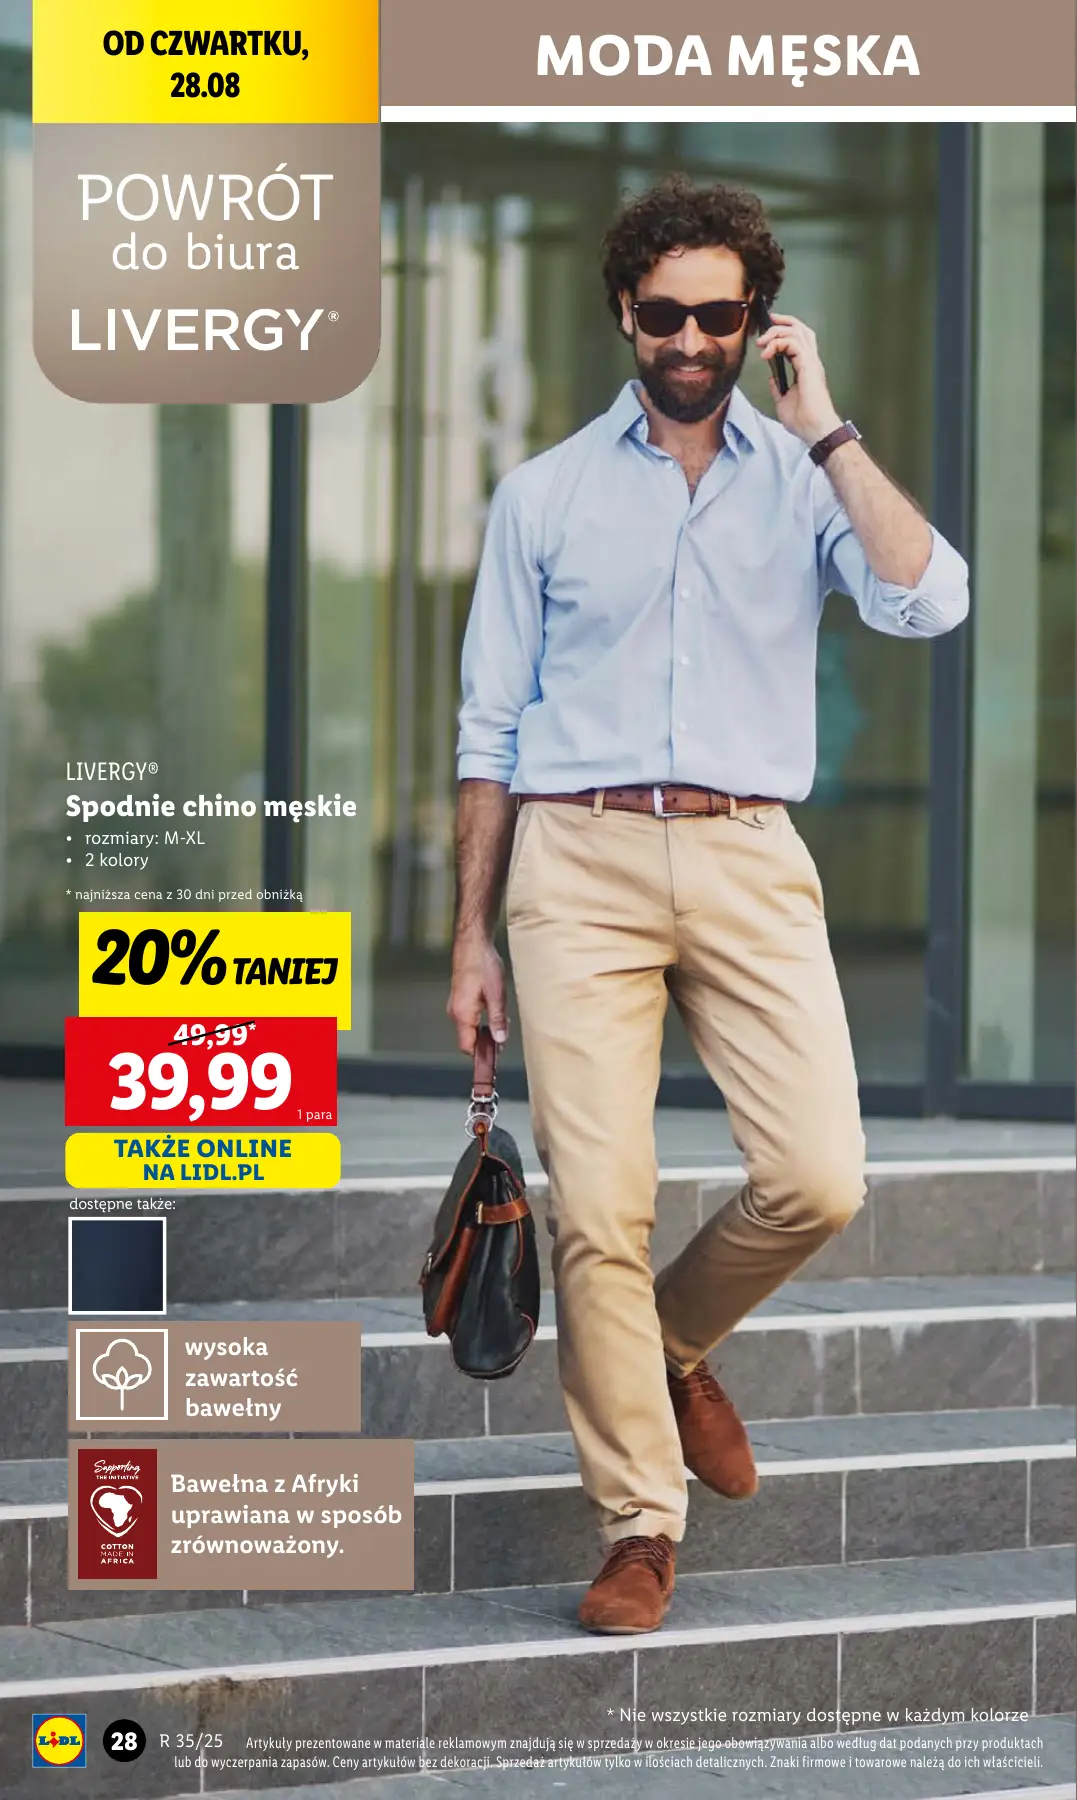 OD CZWARTKU,
28.08
MODA MĘSKA
POWRÓT
do biura
LIVERGY®
LIVERGY®
Spodnie chino męskie
• rozmiary: M-XL
• 2 kolory
* najniższa cena z 30 dni przed obniżką
20% TANIEJ
49,99*
39,99
1 para
TAKŻE ONLINE
NA LIDL.PL
dostępne także:
wysoka
zawartość
bawełny
Supporting
THE INITIATIVE
COTTON
MADE IN
AFRICA
Bawełna z Afryki
uprawiana w sposób
zrównoważony.
* Nie wszystkie rozmiary dostępne w każdym kolorze
LIDL
28
R 35/25
Artykuły prezentowane w materiale reklamowym znajdują się w sprzedaży w okresie jego obowiązywania albo według dat podanych przy produktach
lub do wyczerpania zapasów. Ceny artykułów bez dekoracji. Sprzedaż artykułów tylko w ilościach detalicznych. Znaki firmowe i towarowe należą do ich właścicieli.